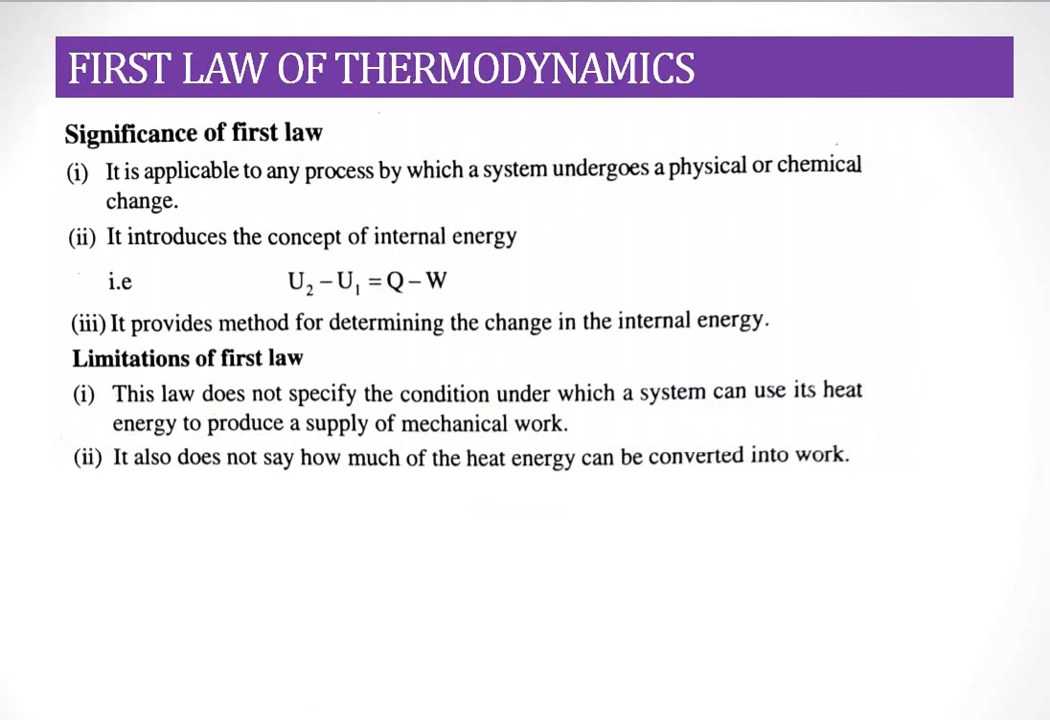 FIRST LAW OF THERMODYNAMICS
Significance of first law
(i) It is applicable to any process by which a system undergoes a physical or chemical
change.
(ii) It introduces the concept of internal energy
i.e U₂ – U₁ = Q – W
(iii) It provides method for determining the change in the internal energy.
Limitations of first law
(i) This law does not specify the condition under which a system can use its heat
energy to produce a supply of mechanical work.
(ii) It also does not say how much of the heat energy can be converted into work.